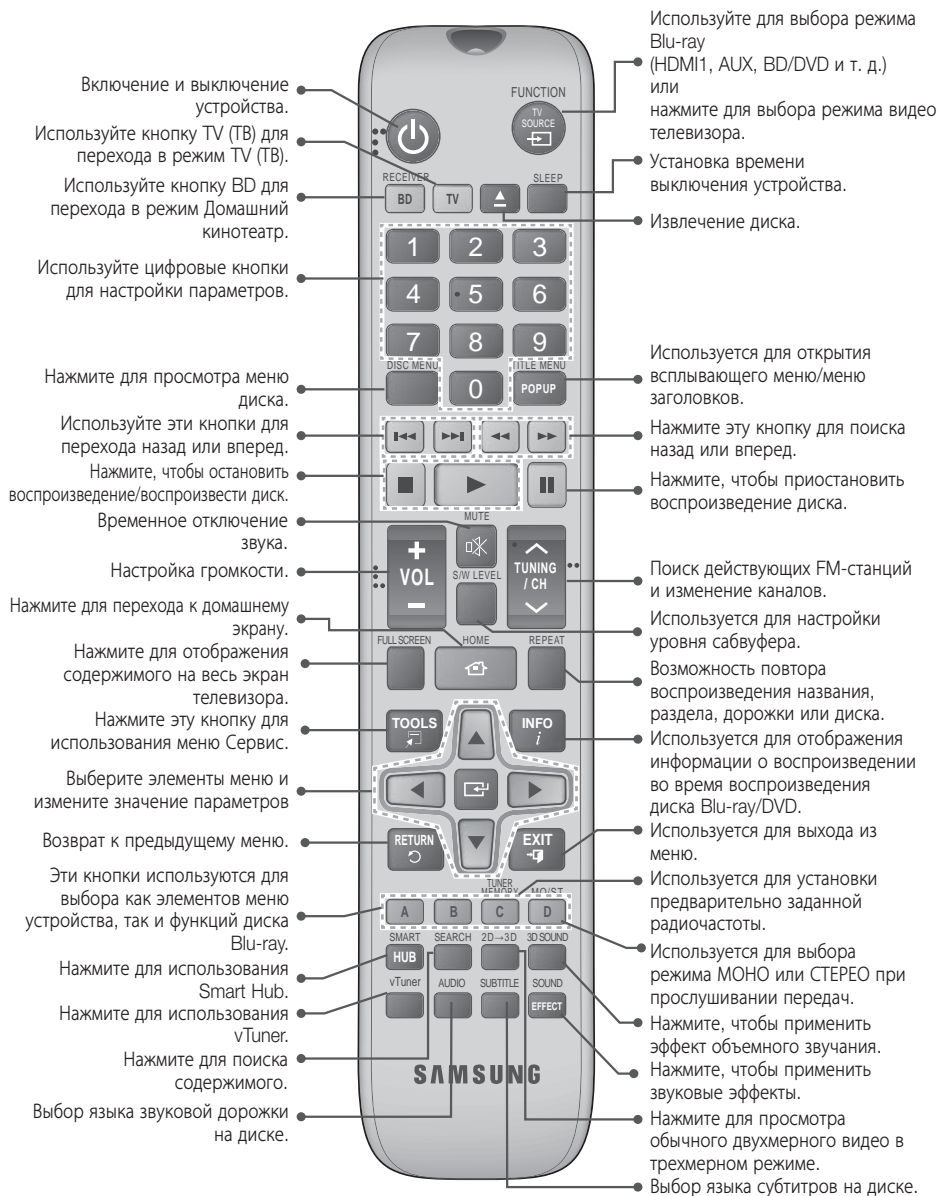 Включение и выключение
устройства.
Используйте кнопку TV (ТВ) для
перехода в режим TV (ТВ).
Используйте кнопку BD для
перехода в режим Домашний
кинотеатр.
Используйте цифровые кнопки
для настройки параметров.
Нажмите для просмотра меню
диска.
Используйте эти кнопки для
перехода назад или вперед.
Нажмите, чтобы остановить
воспроизведение/воспроизвести диск.
Временное отключение
звука.
Настройка громкости.
Нажмите для перехода к домашнему
экрану.
Нажмите для отображения
содержимого на весь экран
телевизора.
Нажмите эту кнопку для
использования меню Сервис.
Выберите элементы меню и
измените значение параметров
Возврат к предыдущему меню.
Эти кнопки используются для
выбора как элементов меню
устройства, так и функций диска
Blu-ray.
Нажмите для использования
Smart Hub.
Нажмите для использования
vTuner.
Нажмите для поиска
содержимого.
Выбор языка звуковой дорожки
на диске.
FUNCTION
TV
SOURCE
RECEIVER
SLEEP
BD
TV
1 2 3
4 5 6
7 8 9
DISC MENU
TITLE MENU
0
POPUP
MUTE
VOL
S/W LEVEL
TUNING
/ CH
FULL SCREEN
HOME
REPEAT
TOOLS
INFO
i
RETURN
EXIT
TUNER
MEMORY
MO/ST
A B C D
SMART
SEARCH
2D→3D
3D SOUND
HUB
vTuner
AUDIO
SUBTITLE
SOUND
EFFECT
SAMSUNG
Используйте для выбора режима
Blu-ray
(HDMI1, AUX, BD/DVD и т. д.)
или
нажмите для выбора режима видео
телевизора.
Установка времени
выключения устройства.
Извлечение диска.
Используется для открытия
всплывающего меню/меню
заголовков.
Нажмите эту кнопку для поиска
назад или вперед.
Нажмите, чтобы приостановить
воспроизведение диска.
Поиск действующих FM-станций
и изменение каналов.
Используется для настройки
уровня сабвуфера.
Возможность повтора
воспроизведения названия,
раздела, дорожки или диска.
Используется для отображения
информации о воспроизведении
во время воспроизведения
диска Blu-ray/DVD.
Используется для выхода из
меню.
Используется для установки
предварительно заданной
радиочастоты.
Используется для выбора
режима МОНО или СТЕРЕО при
прослушивании передач.
Нажмите, чтобы применить
эффект объемного звучания.
Нажмите, чтобы применить
звуковые эффекты.
Нажмите для просмотра
обычного двухмерного видео в
трехмерном режиме.
Выбор языка субтитров на диске.